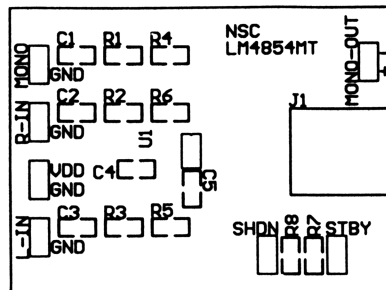 C1 R1 R4
NSC
LM4854MT
MONO
GND
MONO-OUT
C2 R2 R6
R-IN
GND
J1
U1
VDD
GND
C4
C5
C3 R3 R5
L-IN
GND
SHDN R8 R7 STBY